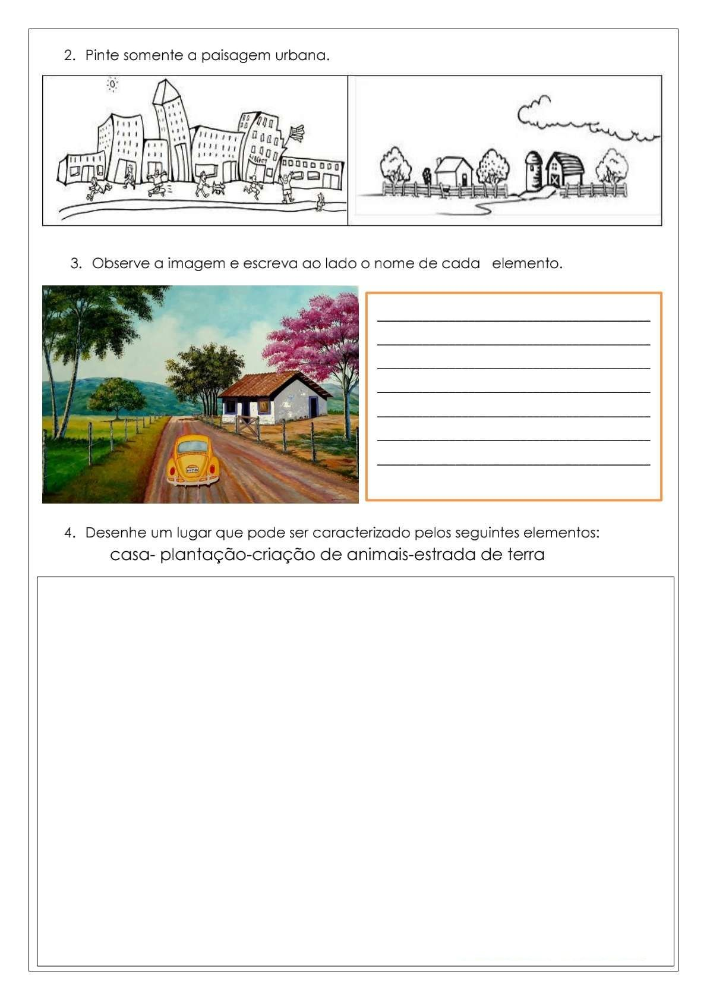 2. Pinte somente a paisagem urbana.
3. Observe a imagem e escreva ao lado o nome de cada elemento.
4. Desenhe um lugar que pode ser caracterizado pelos seguintes elementos:
casa- plantação-criação de animais-estrada de terra